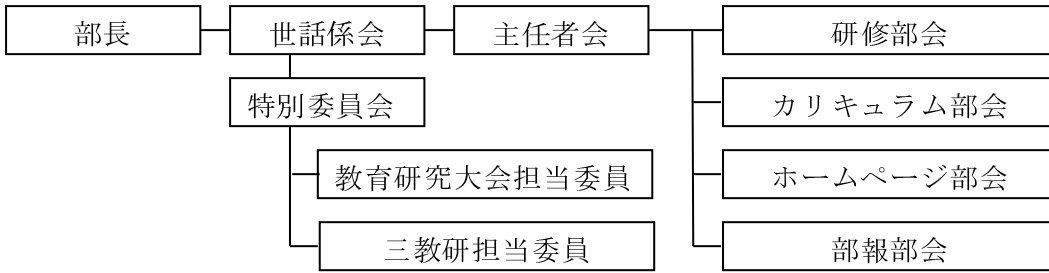 部長
世話係会
主任者会
研修部会
特別委員会
カリキュラム部会
教育研究大会担当委員
ホームページ部会
三教研担当委員
部報部会